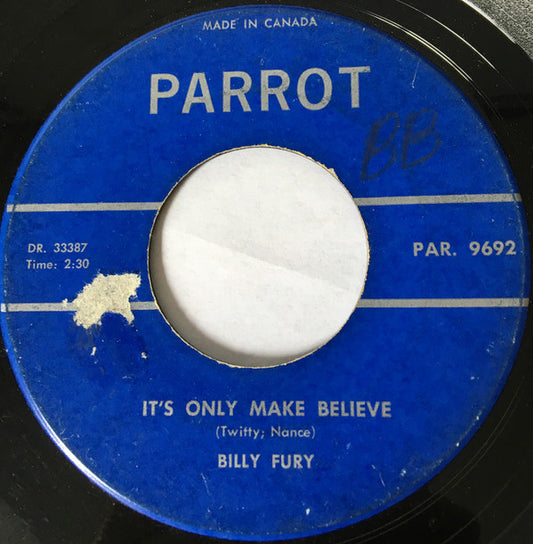 MADE IN CANADA
PARROT
BB
DR. 33387
Time: 2:30
PAR. 9692
IT'S ONLY MAKE BELIEVE
(Twitty; Nance)
BILLY FURY